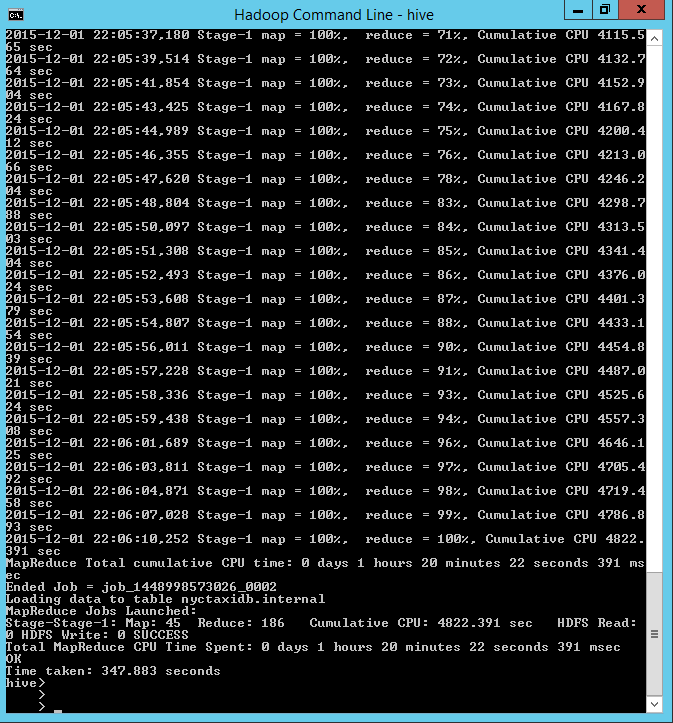 Hadoop Command Line - hive
2015-12-01 22:05:37,180 Stage-1 map = 100%,  reduce = 71%, Cumulative CPU 4115.5
65 sec
2015-12-01 22:05:39,514 Stage-1 map = 100%,  reduce = 72%, Cumulative CPU 4132.7
64 sec
2015-12-01 22:05:41,854 Stage-1 map = 100%,  reduce = 73%, Cumulative CPU 4152.9
04 sec
2015-12-01 22:05:43,425 Stage-1 map = 100%,  reduce = 74%, Cumulative CPU 4167.8
24 sec
2015-12-01 22:05:44,989 Stage-1 map = 100%,  reduce = 75%, Cumulative CPU 4200.4
12 sec
2015-12-01 22:05:46,355 Stage-1 map = 100%,  reduce = 76%, Cumulative CPU 4213.0
66 sec
2015-12-01 22:05:47,620 Stage-1 map = 100%,  reduce = 78%, Cumulative CPU 4246.2
04 sec
2015-12-01 22:05:48,804 Stage-1 map = 100%,  reduce = 83%, Cumulative CPU 4298.7
88 sec
2015-12-01 22:05:50,097 Stage-1 map = 100%,  reduce = 84%, Cumulative CPU 4313.5
03 sec
2015-12-01 22:05:51,308 Stage-1 map = 100%,  reduce = 85%, Cumulative CPU 4341.4
04 sec
2015-12-01 22:05:52,493 Stage-1 map = 100%,  reduce = 86%, Cumulative CPU 4376.0
24 sec
2015-12-01 22:05:53,608 Stage-1 map = 100%,  reduce = 87%, Cumulative CPU 4401.3
79 sec
2015-12-01 22:05:54,807 Stage-1 map = 100%,  reduce = 88%, Cumulative CPU 4433.1
54 sec
2015-12-01 22:05:56,011 Stage-1 map = 100%,  reduce = 90%, Cumulative CPU 4454.8
39 sec
2015-12-01 22:05:57,228 Stage-1 map = 100%,  reduce = 91%, Cumulative CPU 4487.0
21 sec
2015-12-01 22:05:58,336 Stage-1 map = 100%,  reduce = 93%, Cumulative CPU 4525.6
24 sec
2015-12-01 22:05:59,438 Stage-1 map = 100%,  reduce = 94%, Cumulative CPU 4557.3
08 sec
2015-12-01 22:06:01,689 Stage-1 map = 100%,  reduce = 96%, Cumulative CPU 4646.1
25 sec
2015-12-01 22:06:03,811 Stage-1 map = 100%,  reduce = 97%, Cumulative CPU 4705.4
92 sec
2015-12-01 22:06:04,871 Stage-1 map = 100%,  reduce = 98%, Cumulative CPU 4719.4
58 sec
2015-12-01 22:06:07,028 Stage-1 map = 100%,  reduce = 99%, Cumulative CPU 4786.8
93 sec
2015-12-01 22:06:10,252 Stage-1 map = 100%,  reduce = 100%, Cumulative CPU 4822.
391 sec
MapReduce Total cumulative CPU time: 0 days 1 hours 20 minutes 22 seconds 391 ms
ec
Ended Job = job_1448998573026_0002
Loading data to table nyctaxidb.internal
MapReduce Jobs Launched:
Stage-Stage-1: Map: 45  Reduce: 186   Cumulative CPU: 4822.391 sec   HDFS Read:
0 HDFS Write: 0 SUCCESS
Total MapReduce CPU Time Spent: 0 days 1 hours 20 minutes 22 seconds 391 msec
OK
Time taken: 347.883 seconds
hive>
    >
    > _